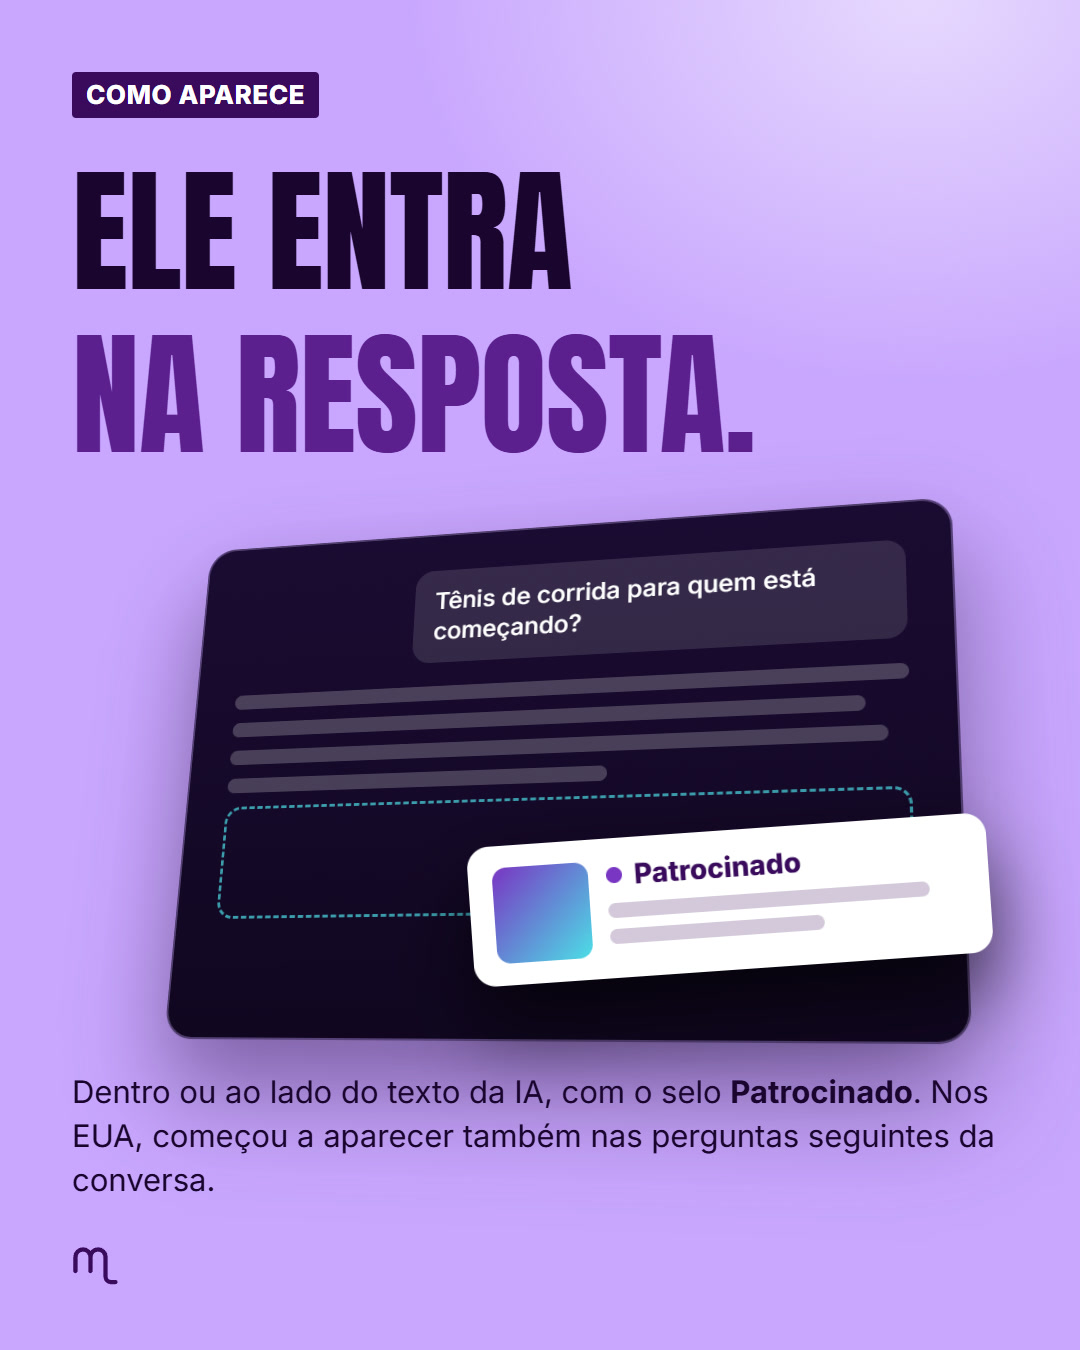 COMO APARECE
ELE ENTRA
NA RESPOSTA.
Tênis de corrida para quem está
começando?
Patrocinado
Dentro ou ao lado do texto da IA, com o selo Patrocinado. Nos
EUA, começou a aparecer também nas perguntas seguintes da
conversa.